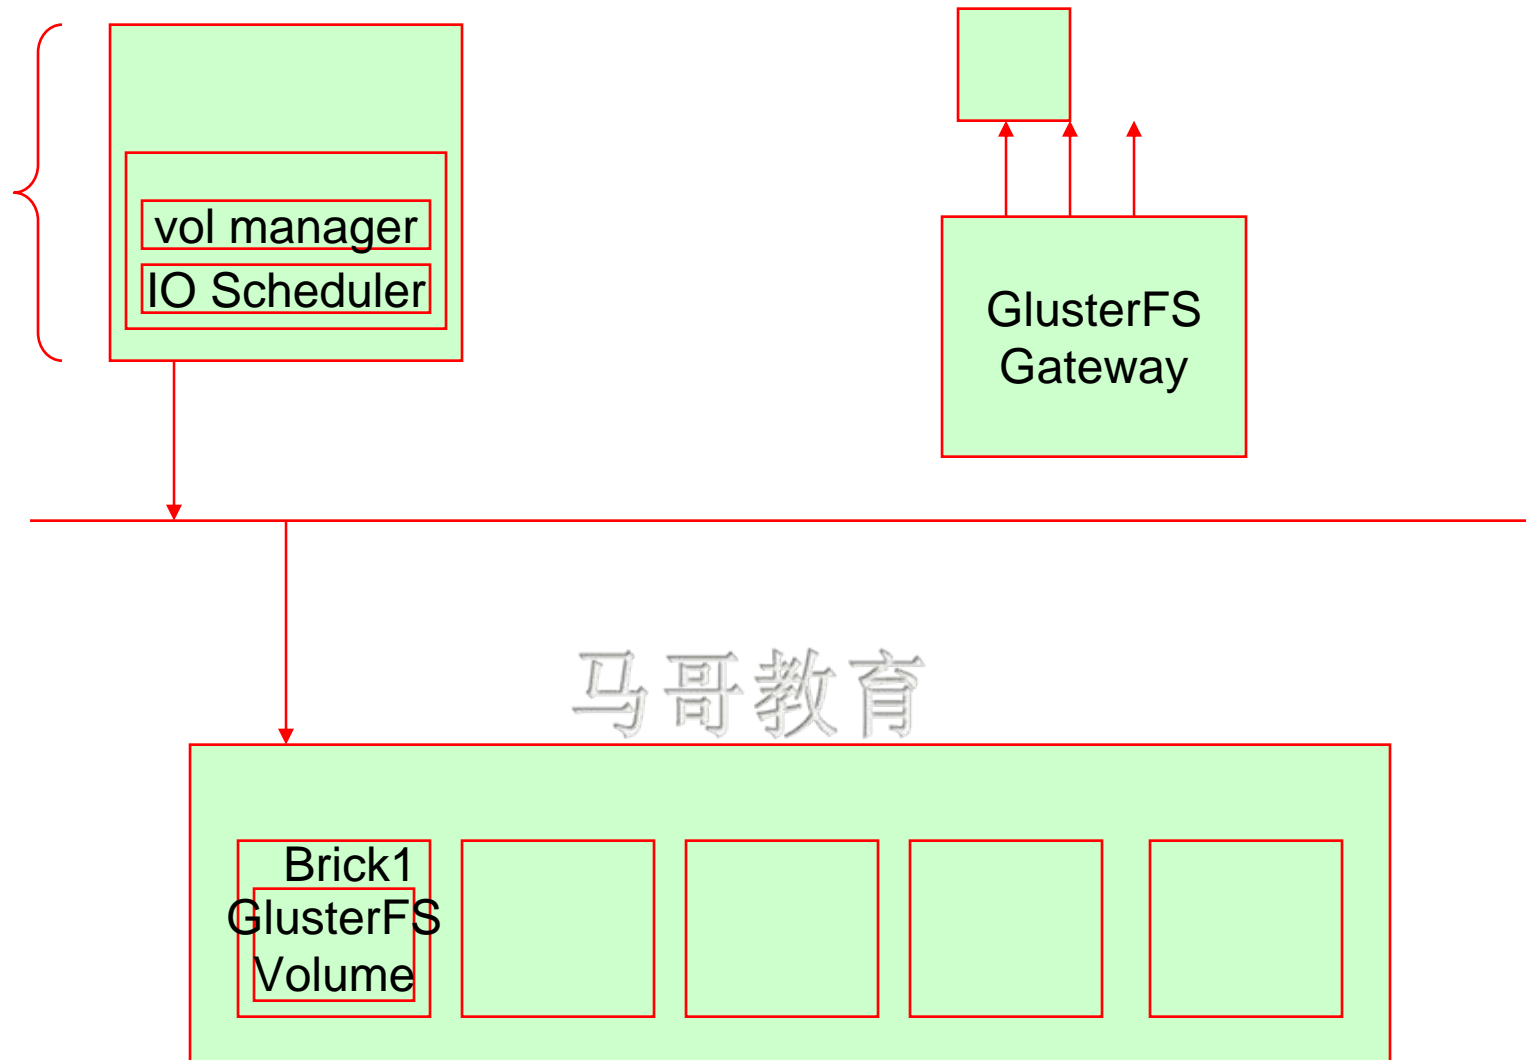 vol manager
IO Scheduler
GlusterFS
Gateway
马哥教育
Brick1
GlusterFS
Volume